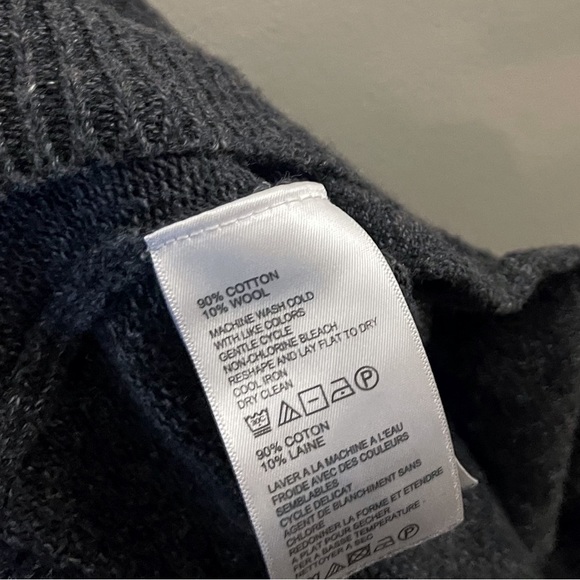 90% COTTON
10% WOOL
MACHINE WASH COLD
WITH LIKE COLORS
GENTLE CYCLE
NON-CHLORINE BLEACH
RESHAPE AND LAY FLAT TO DRY
COOL IRON
DRY CLEAN
P
90% COTON
10% LAINE
LAVER A LA MACHINE A L'EAU
FROIDE AVEC DES COULEURS
SEMBLABLES
CYCLE DELICAT
AGENT DE BLANCHIMENT SANS
CHLORE
REDONNER LA FORME ET ETENDRE
A PLAT POUR SECHER
FER A BASSE TEMPERATURE
NETTOYER A SEC